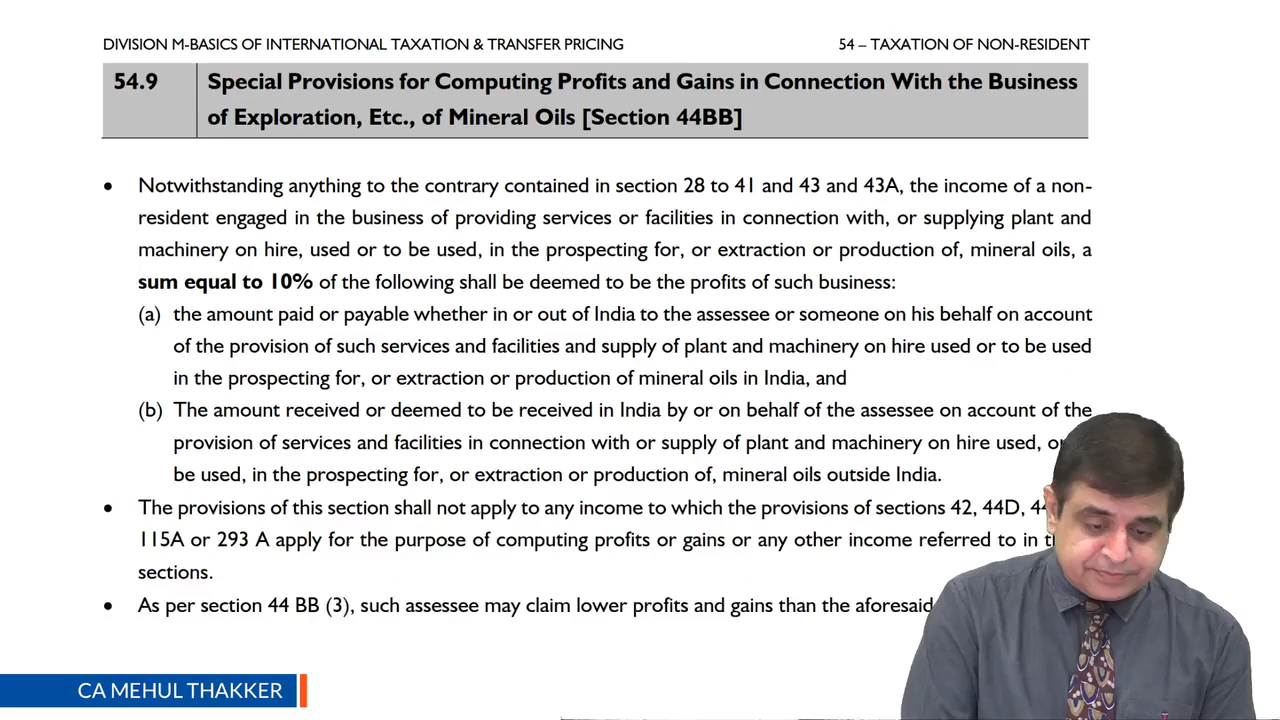 DIVISION M-BASICS OF INTERNATIONAL TAXATION & TRANSFER PRICING 54 – TAXATION OF NON-RESIDENT
54.9 Special Provisions for Computing Profits and Gains in Connection With the Business
of Exploration, Etc., of Mineral Oils [Section 44BB]
• Notwithstanding anything to the contrary contained in section 28 to 41 and 43 and 43A, the income of a non-
resident engaged in the business of providing services or facilities in connection with, or supplying plant and
machinery on hire, used or to be used, in the prospecting for, or extraction or production of, mineral oils, a
sum equal to 10% of the following shall be deemed to be the profits of such business:
(a) the amount paid or payable whether in or out of India to the assessee or someone on his behalf on account
of the provision of such services and facilities and supply of plant and machinery on hire used or to be used
in the prospecting for, or extraction or production of mineral oils in India, and
(b) The amount received or deemed to be received in India by or on behalf of the assessee on account of the
provision of services and facilities in connection with or supply of plant and machinery on hire used,
be used, in the prospecting for, or extraction or production of, mineral oils outside India.
• The provisions of this section shall not apply to any income to which the provisions of sections 42, 44D,
115A or 293 A apply for the purpose of computing profits or gains or any other income referred to in
sections.
• As per section 44 BB (3), such assessee may claim lower profits and gains than the aforesaid
CA MEHUL THAKKER